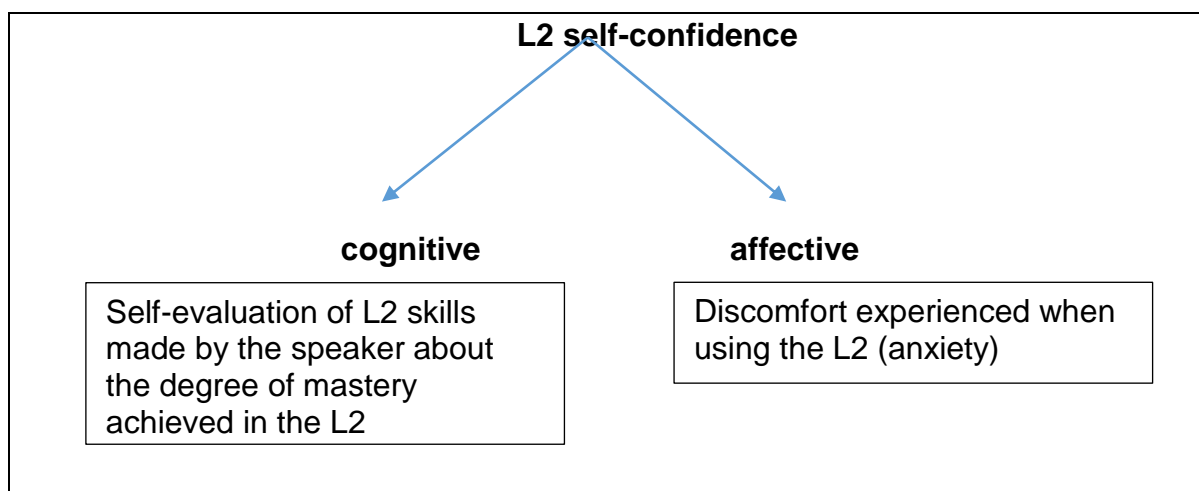 L2 self-confidence
cognitive
affective
Self-evaluation of L2 skills
made by the speaker about
the degree of mastery
achieved in the L2
Discomfort experienced when
using the L2 (anxiety)